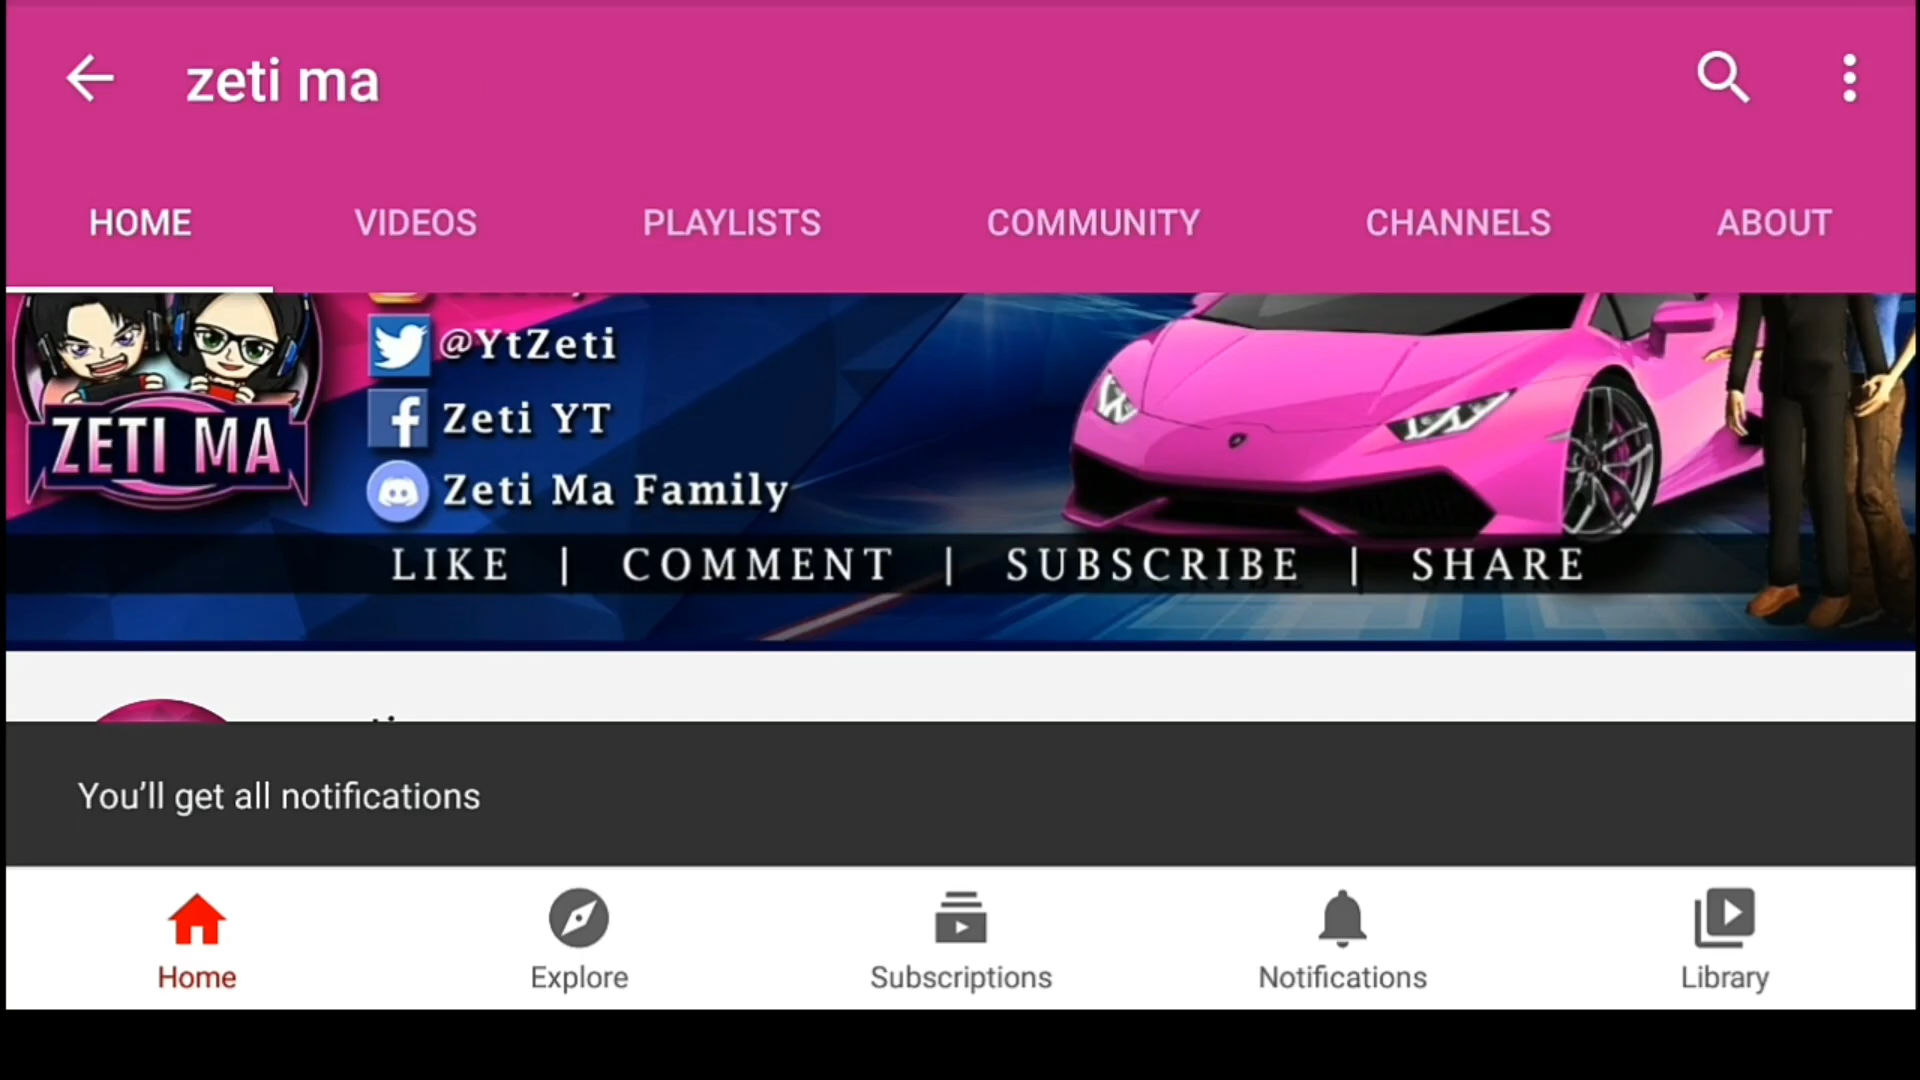 zeti ma
HOME VIDEOS PLAYLISTS COMMUNITY CHANNELS ABOUT
@YtZeti
Zeti YT
ZETI MA
Zeti Ma Family
LIKE | COMMENT | SUBSCRIBE | SHARE
You’ll get all notifications
Home Explore Subscriptions Notifications Library